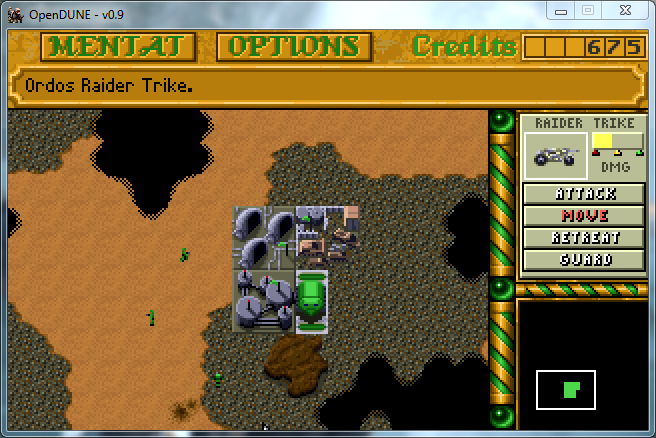 OpenDUNE - v0.9
MENTAT OPTIONS Credits 675
Ordos Raider Trike.
RAIDER TRIKE
DMG
ATTACK
MOVE
RETREAT
GUARD